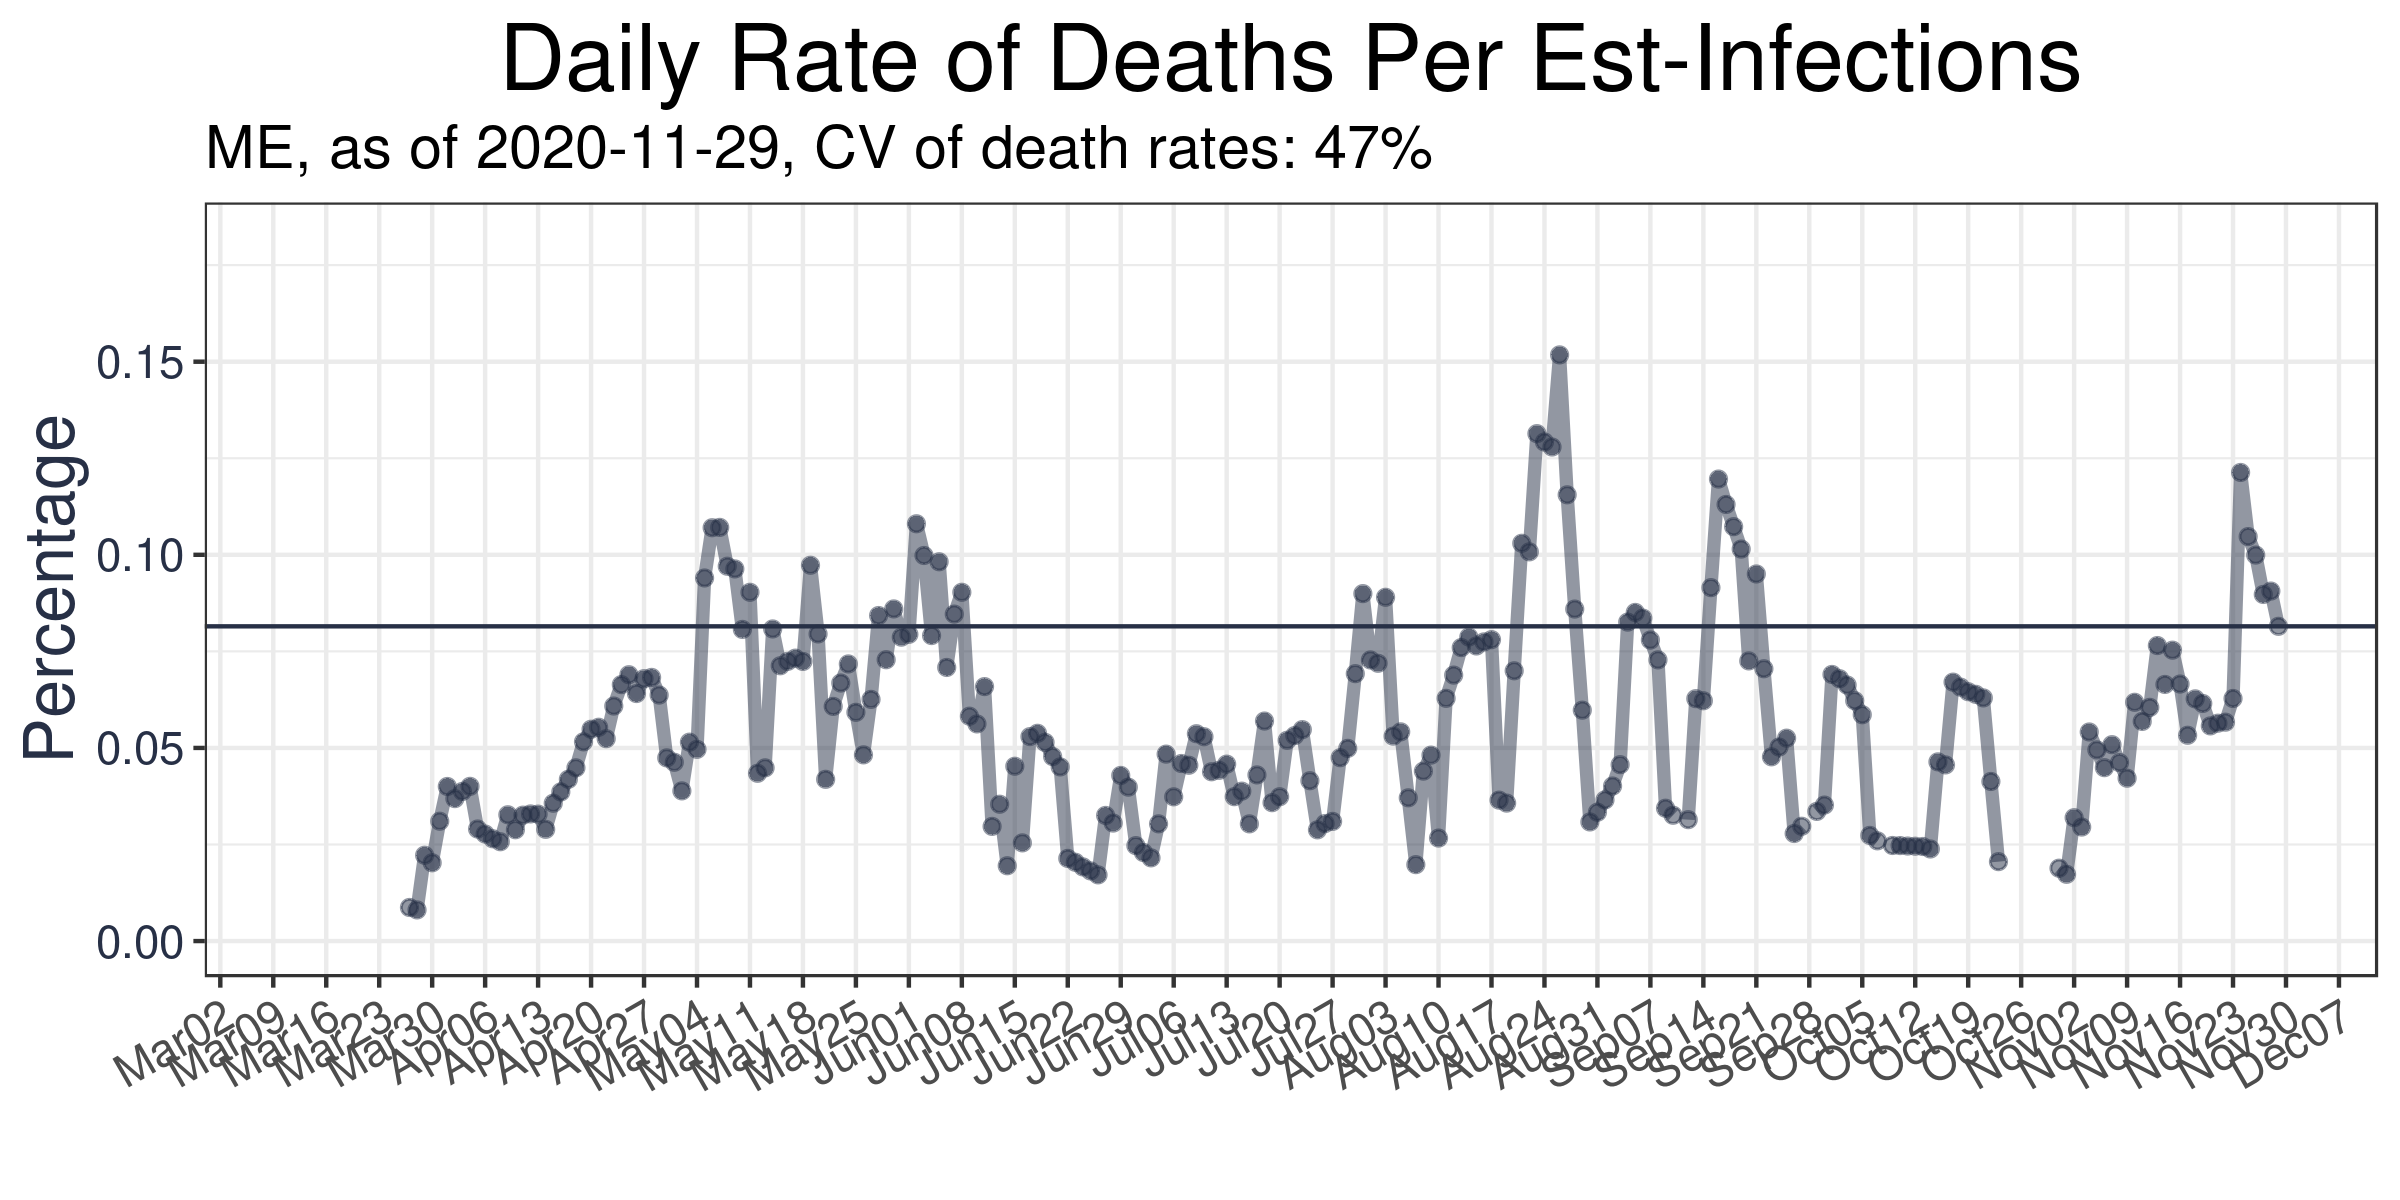 Daily Rate of Deaths Per Est-Infections
ME, as of 2020-11-29, CV of death rates: 47%
Percentage
0.15
0.10
0.05
0.00
Mar02
Mar09
Mar16
Mar23
Mar30
Apr06
Apr13
Apr20
Apr27
May04
May11
May18
May25
Jun01
Jun08
Jun15
Jun22
Jun29
Jul06
Jul13
Jul20
Jul27
Aug03
Aug10
Aug17
Aug24
Aug31
Sep07
Sep14
Sep21
Sep28
Oct05
Oct12
Oct19
Oct26
Nov02
Nov09
Nov16
Nov23
Nov30
Dec07